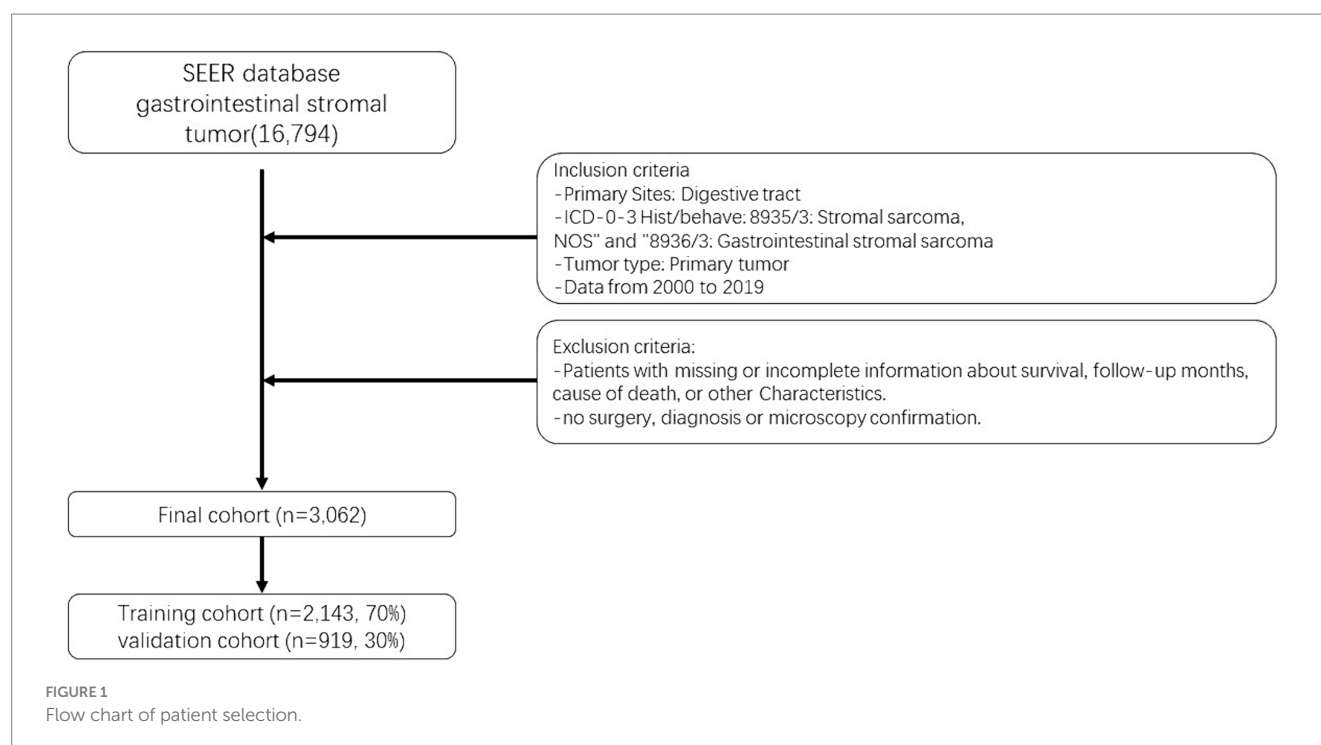 SEER database
gastrointestinal stromal
tumor(16,794)
Inclusion criteria
-Primary Sites: Digestive tract
-ICD-0-3 Hist/behave: 8935/3: Stromal sarcoma,
NOS" and "8936/3: Gastrointestinal stromal sarcoma
-Tumor type: Primary tumor
-Data from 2000 to 2019
Exclusion criteria:
-Patients with missing or incomplete information about survival, follow-up months,
cause of death, or other Characteristics.
-no surgery, diagnosis or microscopy confirmation.
Final cohort (n=3,062)
Training cohort (n=2,143, 70%)
validation cohort (n=919, 30%)
FIGURE 1
Flow chart of patient selection.